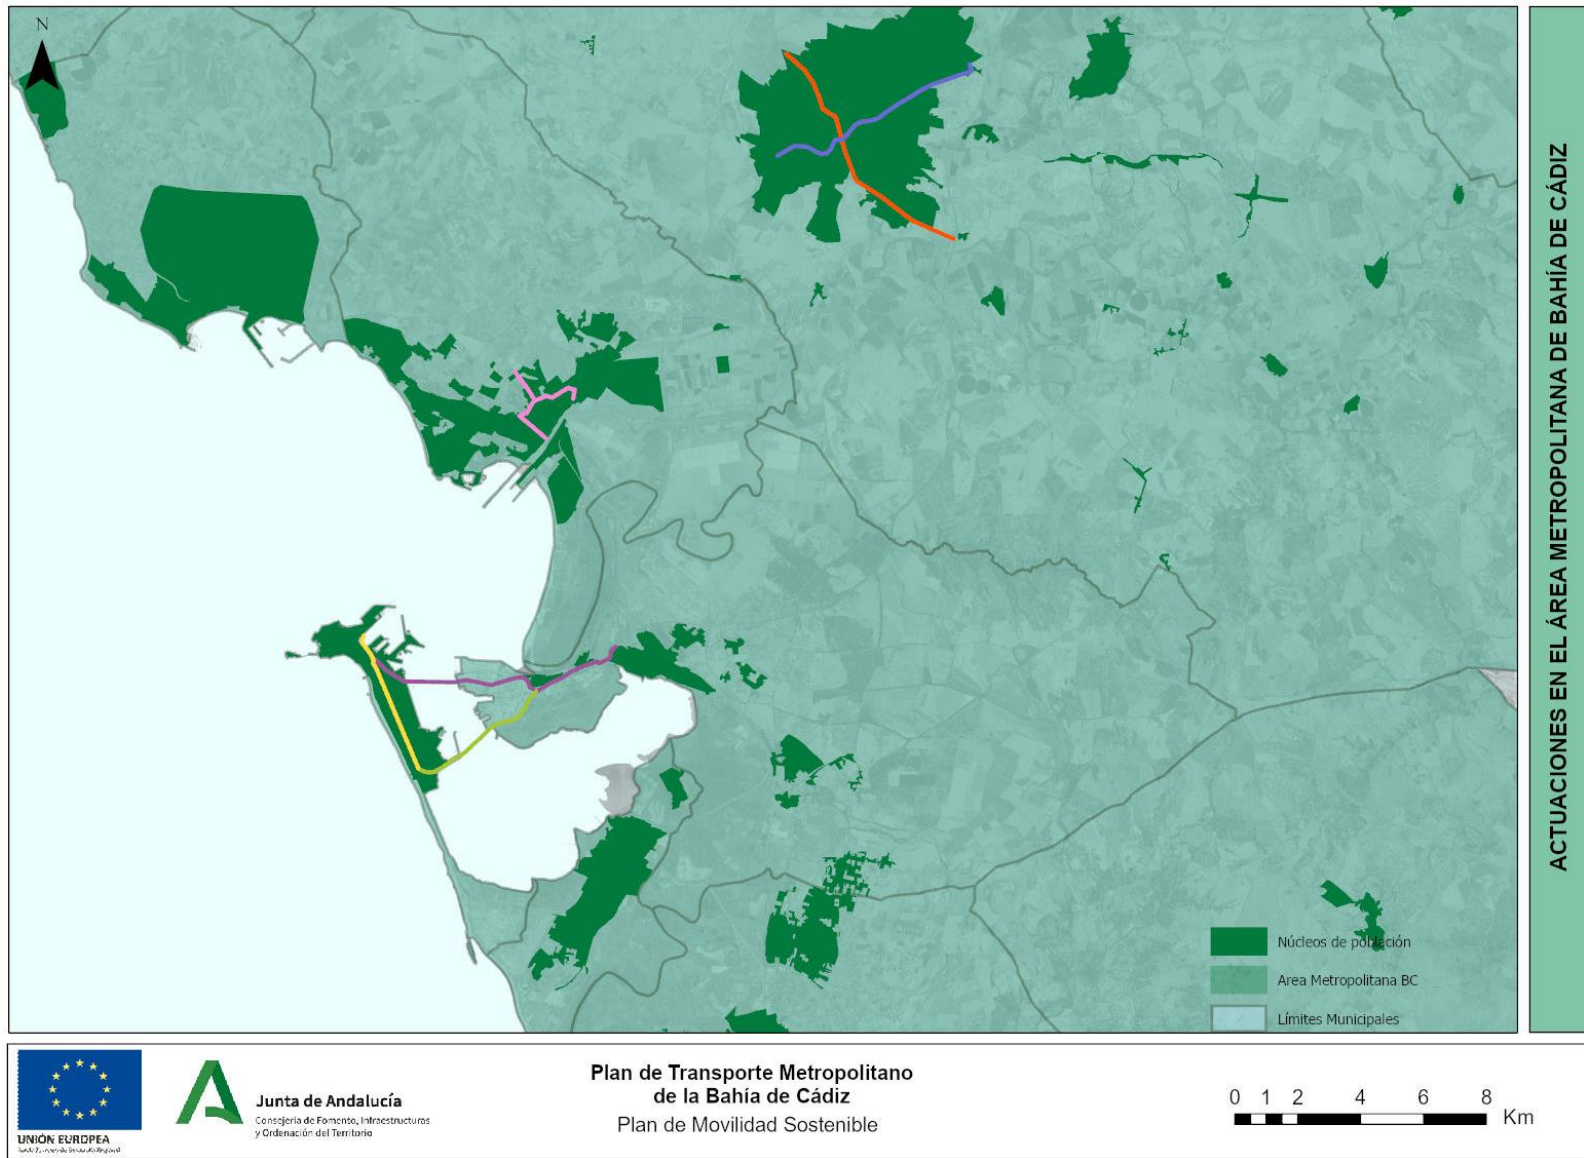 N
Núcleos de población
Area Metropolitana BC
Límites Municipales
ACTUACIONES EN EL ÁREA METROPOLITANA DE BAHÍA DE CÁDIZ
UNIÓN EUROPEA
Junta de Andalucía
Consejería de Fomento, Infraestructuras
y Ordenación del Territorio
Plan de Transporte Metropolitano
de la Bahía de Cádiz
Plan de Movilidad Sostenible
0 1 2 4 6 8
Km